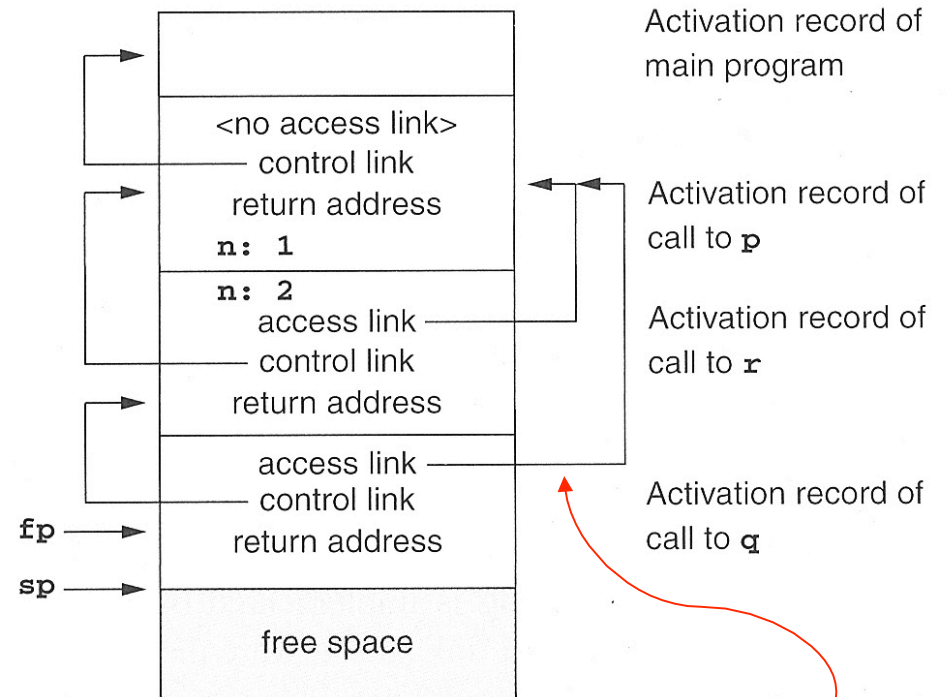 Activation record of
main program
<no access link>
control link
return address
n: 1
Activation record of
call to p
n: 2
access link
control link
return address
Activation record of
call to r
access link
control link
return address
Activation record of
call to q
fp
sp
free space